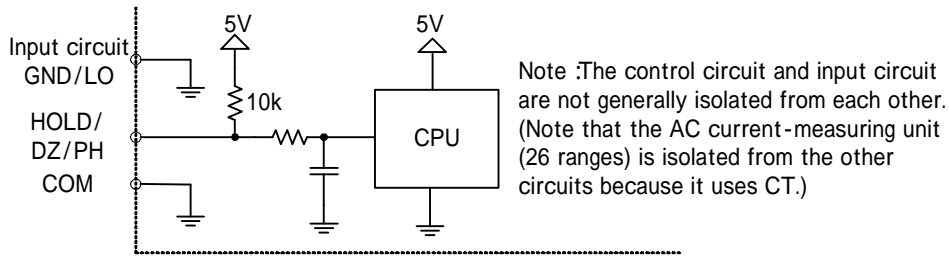 5V
5V
Input circuit
GND/LO
10k
HOLD/
DZ/PH
COM
CPU
Note :The control circuit and input circuit
are not generally isolated from each other.
(Note that the AC current-measuring unit
(26 ranges) is isolated from the other
circuits because it uses CT.)